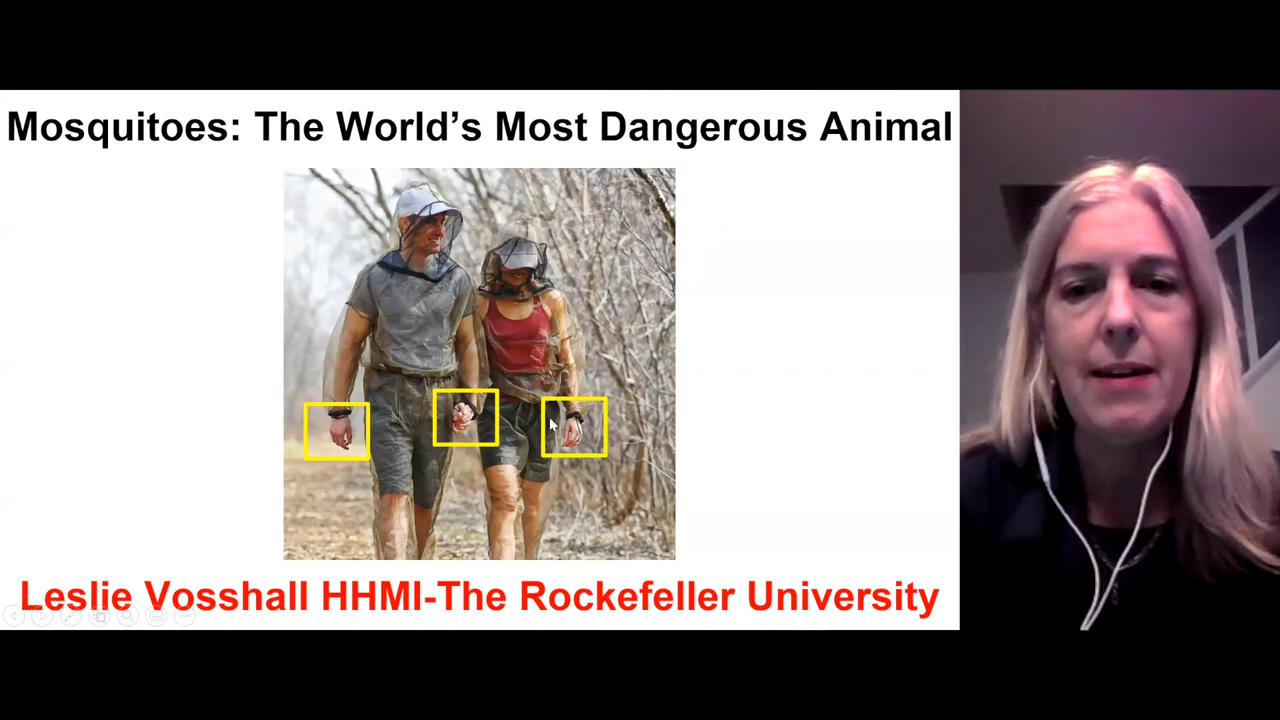 Mosquitoes: The World’s Most Dangerous Animal
Leslie Vosshall HHMI-The Rockefeller University